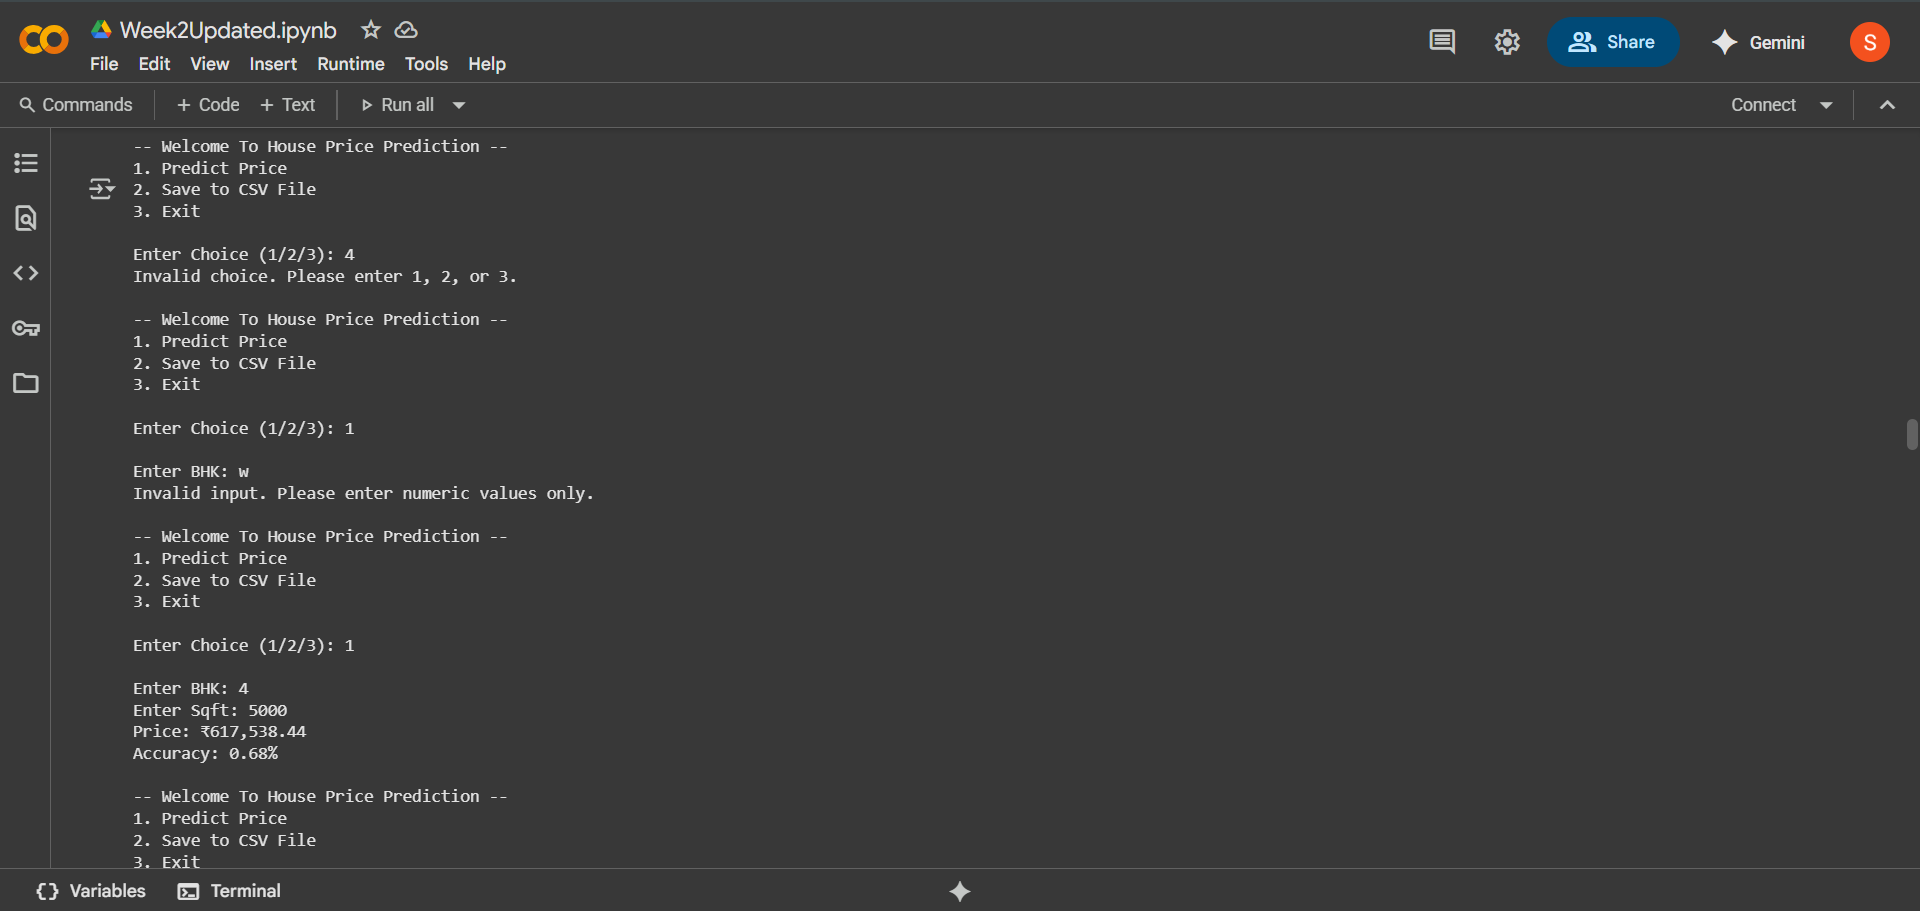 Week2Updated.ipynb
File Edit View Insert Runtime Tools Help
Share
Gemini
S
Commands + Code + Text Run all
Connect
-- Welcome To House Price Prediction --
1. Predict Price
2. Save to CSV File
3. Exit
Enter Choice (1/2/3): 4
Invalid choice. Please enter 1, 2, or 3.
-- Welcome To House Price Prediction --
1. Predict Price
2. Save to CSV File
3. Exit
Enter Choice (1/2/3): 1
Enter BHK: w
Invalid input. Please enter numeric values only.
-- Welcome To House Price Prediction --
1. Predict Price
2. Save to CSV File
3. Exit
Enter Choice (1/2/3): 1
Enter BHK: 4
Enter Sqft: 5000
Price: ₹617,538.44
Accuracy: 0.68%
-- Welcome To House Price Prediction --
1. Predict Price
2. Save to CSV File
3. Exit
Variables Terminal